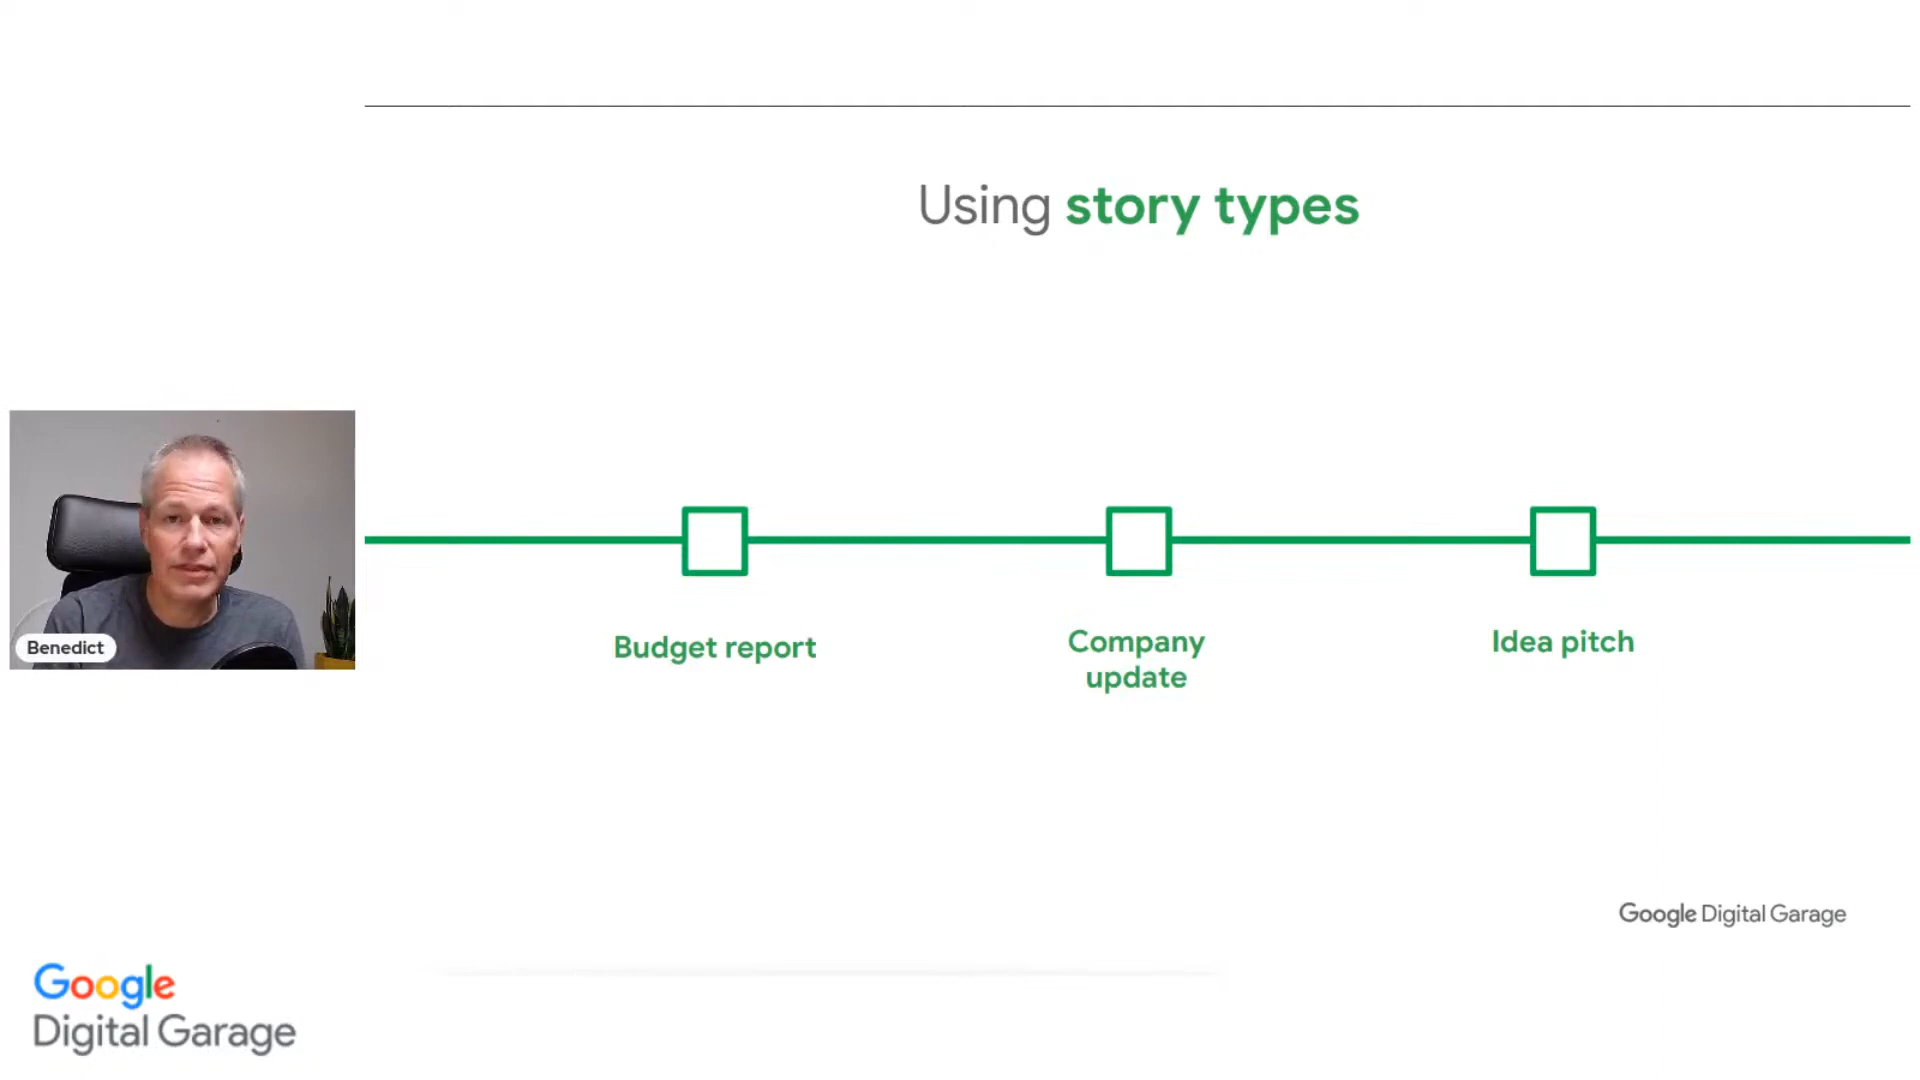 Using story types
Benedict
Budget report
Company
update
Idea pitch
Google Digital Garage
Google
Digital Garage